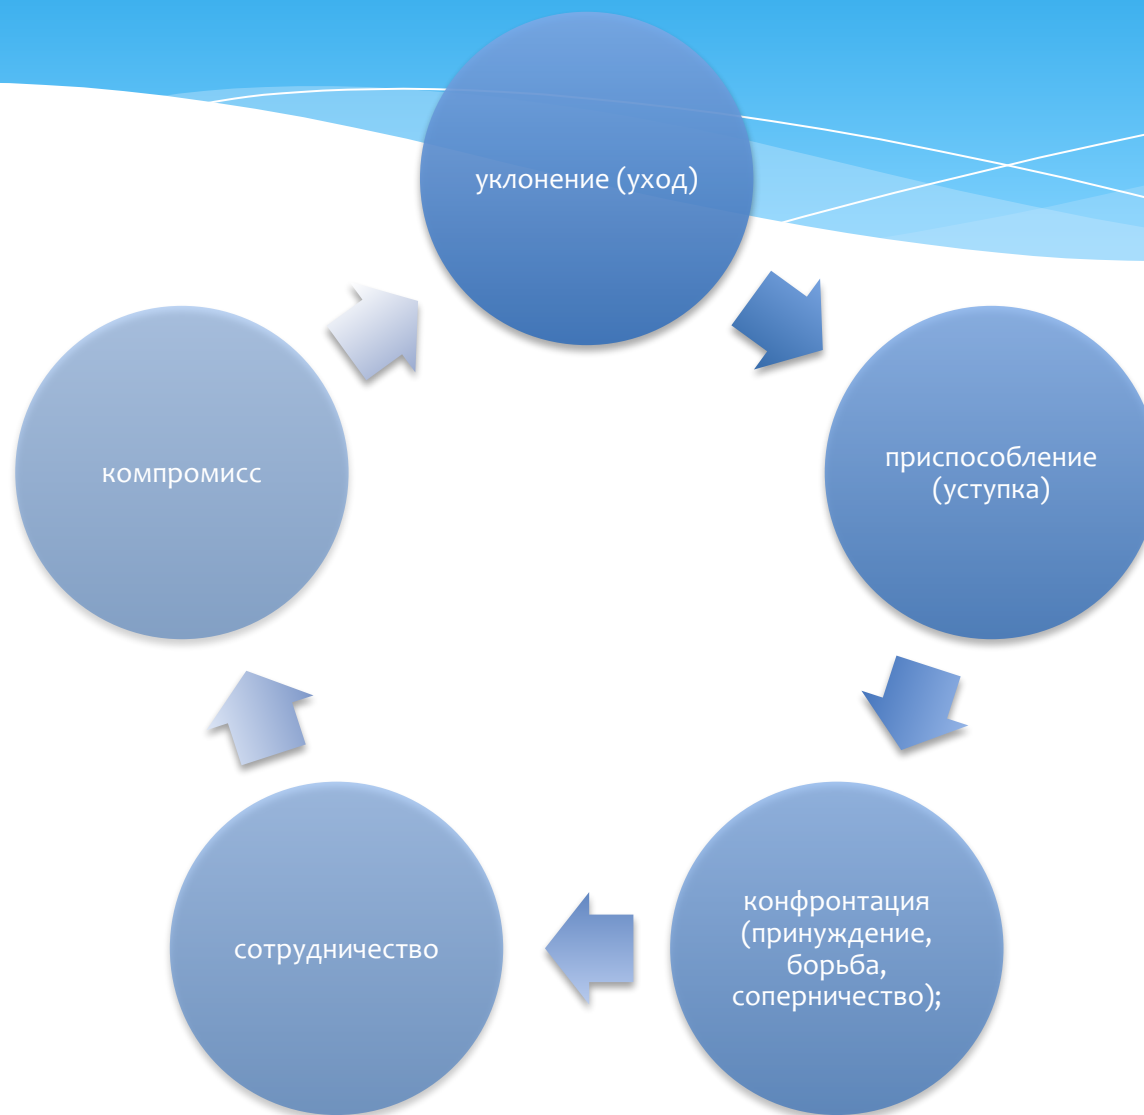 уклонение (уход)
приспособление
(уступка)
конфронтация
(принуждение,
борьба,
соперничество);
сотрудничество
компромисс